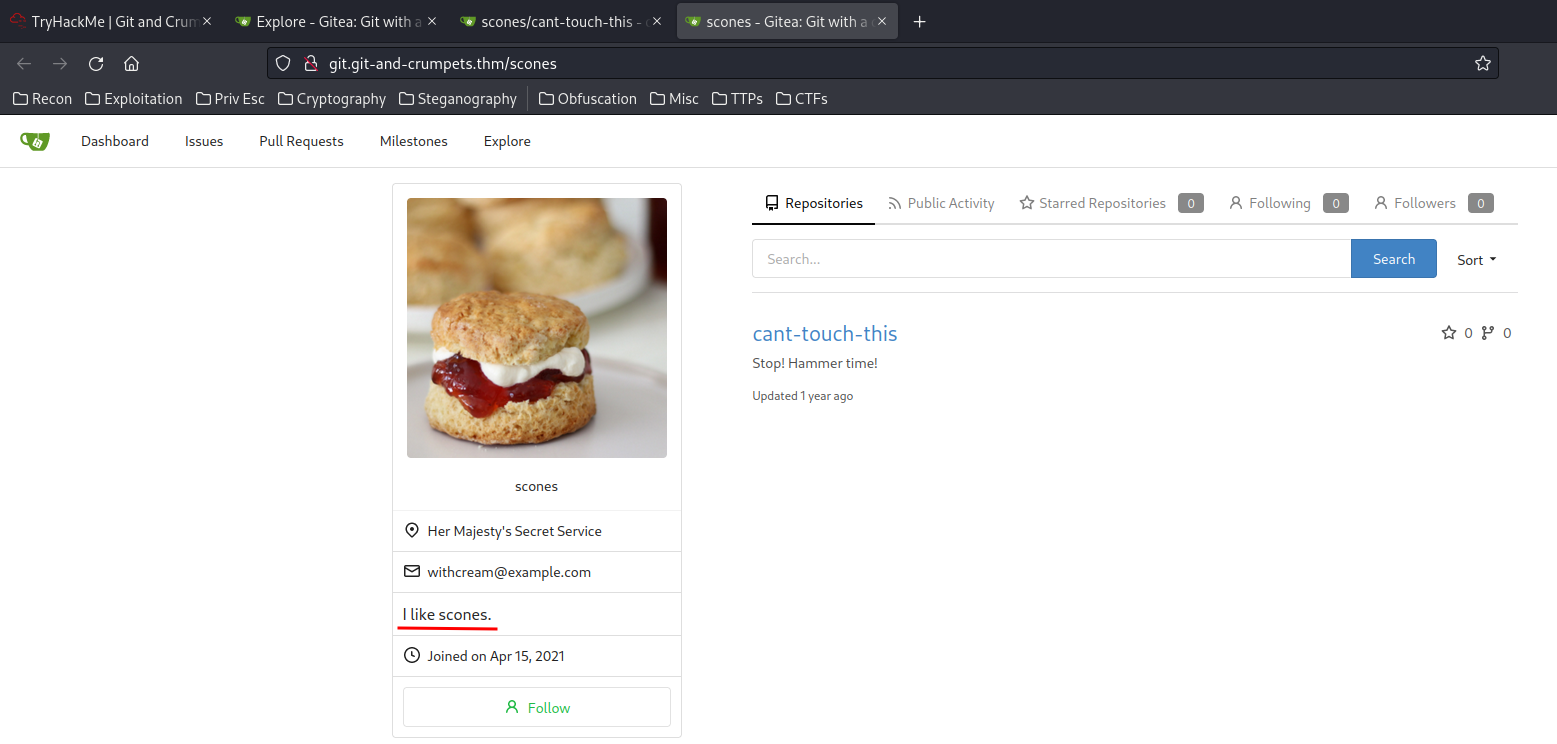 TryHackMe | Git and Crum
Explore - Gitea: Git with a
scones/cant-touch-this -
scones - Gitea: Git with a c
git.git-and-crumpets.thm/scones
Recon Exploitation Priv Esc Cryptography Steganography Obfuscation Misc TTPs CTFs
Dashboard Issues Pull Requests Milestones Explore
Repositories Public Activity Starred Repositories 0 Following 0 Followers 0
Search... Search Sort
cant-touch-this 0 0
Stop! Hammer time!
Updated 1 year ago
scones
Her Majesty's Secret Service
withcream@example.com
I like scones.
Joined on Apr 15, 2021
Follow